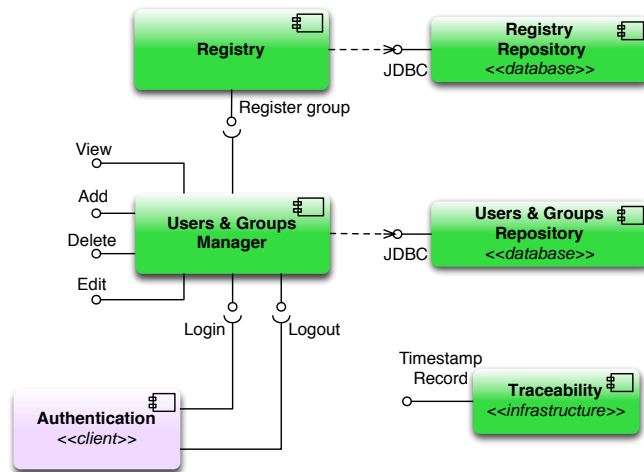 Registry
Registry
Repository
<<database>>
JDBC
Register group
View
Add
Delete
Edit
Users & Groups
Manager
Users & Groups
Repository
<<database>>
JDBC
Login
Logout
Authentication
<<client>>
Timestamp
Record
Traceability
<<infrastructure>>